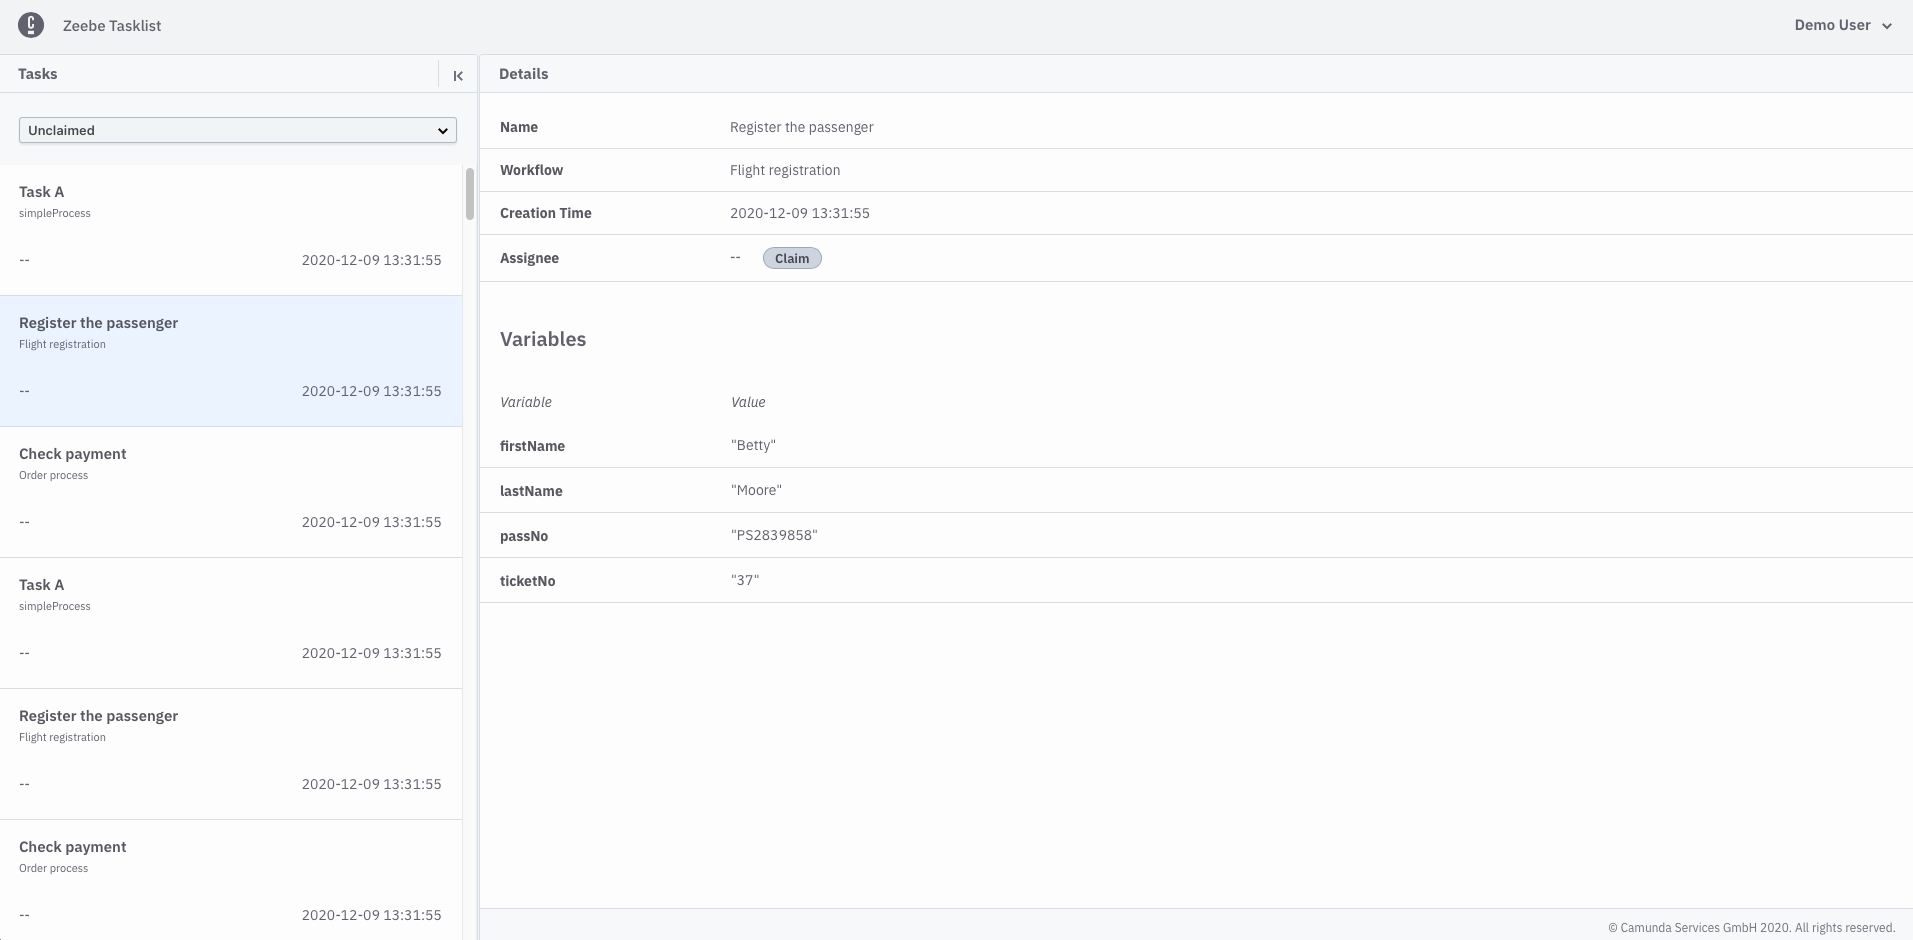 Zeebe Tasklist
Demo User
Tasks
Unclaimed
Task A
simpleProcess
-- 2020-12-09 13:31:55
Register the passenger
Flight registration
-- 2020-12-09 13:31:55
Check payment
Order process
-- 2020-12-09 13:31:55
Task A
simpleProcess
-- 2020-12-09 13:31:55
Register the passenger
Flight registration
-- 2020-12-09 13:31:55
Check payment
Order process
-- 2020-12-09 13:31:55
Details
Name Register the passenger
Workflow Flight registration
Creation Time 2020-12-09 13:31:55
Assignee -- Claim
Variables
Variable Value
firstName "Betty"
lastName "Moore"
passNo "PS2839858"
ticketNo "37"
© Camunda Services GmbH 2020. All rights reserved.